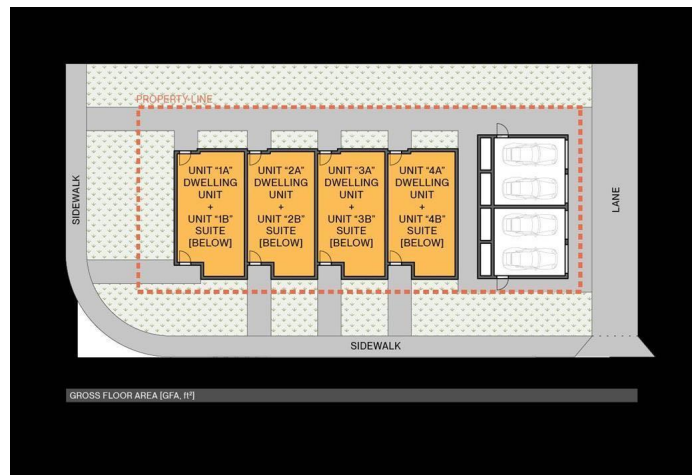 PROPERTY LINE
UNIT "1A"
DWELLING
UNIT
+
UNIT "1B"
SUITE
[BELOW]
UNIT "2A"
DWELLING
UNIT
+
UNIT "2B"
SUITE
[BELOW]
UNIT "3A"
DWELLING
UNIT
+
UNIT "3B"
SUITE
[BELOW]
UNIT "4A"
DWELLING
UNIT
+
UNIT "4B"
SUITE
[BELOW]
SIDEWALK
LANE
SIDEWALK
GROSS FLOOR AREA [GFA, ft²]